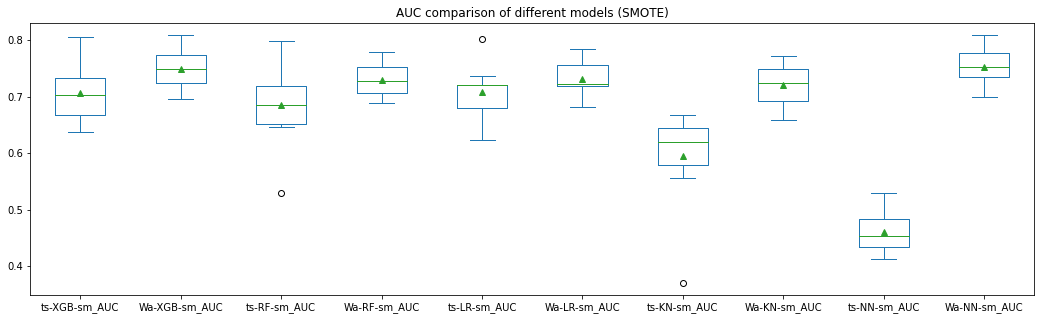 AUC comparison of different models (SMOTE)
0.8
0.7
0.6
0.5
0.4
ts-XGB-sm_AUC Wa-XGB-sm_AUC ts-RF-sm_AUC Wa-RF-sm_AUC ts-LR-sm_AUC Wa-LR-sm_AUC ts-KN-sm_AUC Wa-KN-sm_AUC ts-NN-sm_AUC Wa-NN-sm_AUC